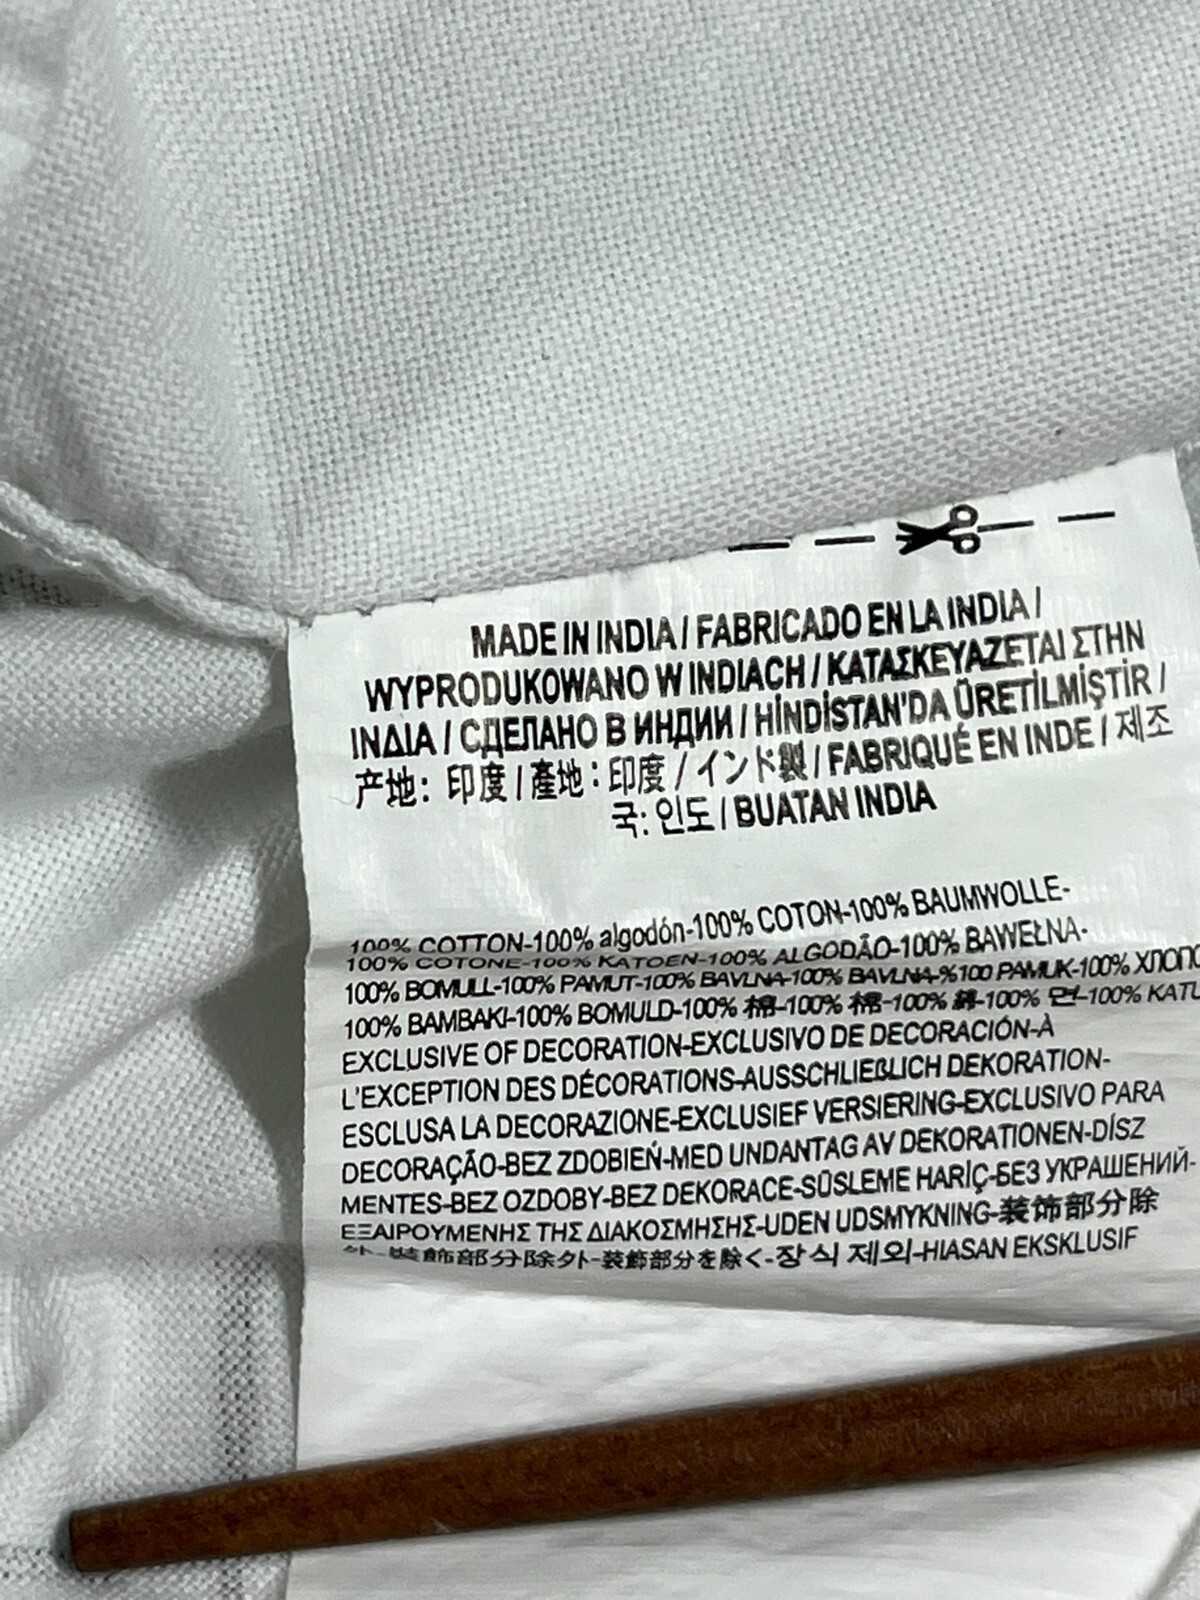 MADE IN INDIA / FABRICADO EN LA INDIA /
WYPRODUKOWANO W INDIACH / ΚΑΤΑΣΚΕΥΑΖΕΤΑΙ ΣΤΗΝ
ΙΝΔΙΑ / СДЕЛАНО В ИНДИИ / HİNDİSTAN'DA ÜRETİLMİŞTİR /
产地: 印度 / 產地: 印度 / インド製 / FABRIQUÉ EN INDE / 제조
국: 인도 / BUATAN INDIA
100% COTTON-100% algodón-100% COTON-100% BAUMWOLLE-
100% COTONE-100% KATOEN-100% ALGODÃO-100% BAWEŁNA-
100% BOMULL-100% PAMUT-100% BAVLNA-100% BAVLNA-%100 PAMUK-100%
100% BAMBAKI-100% BOMULD-100% 棉-100% 棉-100% 綿-100% 면-100%
EXCLUSIVE OF DECORATION-EXCLUSIVO DE DECORACIÓN-À
L'EXCEPTION DES DÉCORATIONS-AUSSCHLIEßLICH DEKORATION-
ESCLUSA LA DECORAZIONE-EXCLUSIEF VERSIERING-EXCLUSIVO PARA
DECORAÇÃO-BEZ ZDOBIEŃ-MED UNDANTAG AV DEKORATIONEN-DÍSZ
MENTES-BEZ OZDOBY-BEZ DEKORACE-SÜSLEME HARİÇ-БЕЗ УКРАШЕНИЙ-
ΕΞΑΙΡΟΥΜΕΝΗΣ ΤΗΣ ΔΙΑΚΟΣΜΗΣΗΣ-UDEN UDSMYKNING-装饰部分除
外-裝飾部分除外-装飾部分を除く-장식 제외-HIASAN EKSKLUSIF